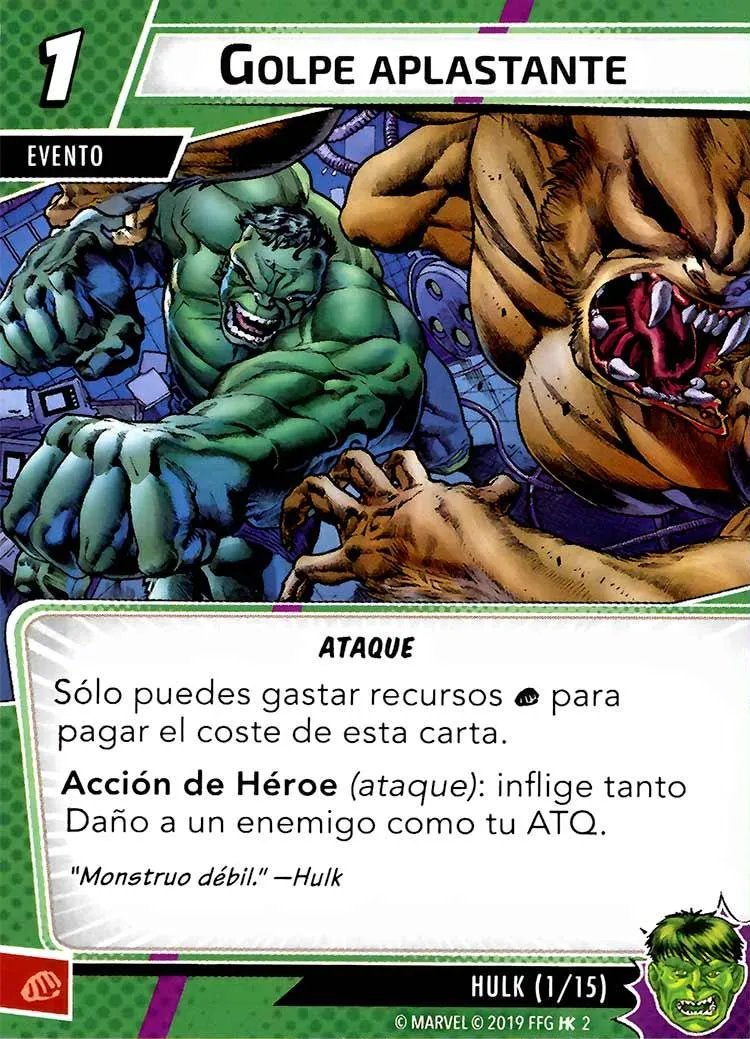 1
GOLPE APLASTANTE
EVENTO
ATAQUE
Sólo puedes gastar recursos para
pagar el coste de esta carta.
Acción de Héroe (ataque): inflige tanto
Daño a un enemigo como tu ATQ.
"Monstruo débil." —Hulk
HULK (1/15)
© MARVEL © 2019 FFG HK 2